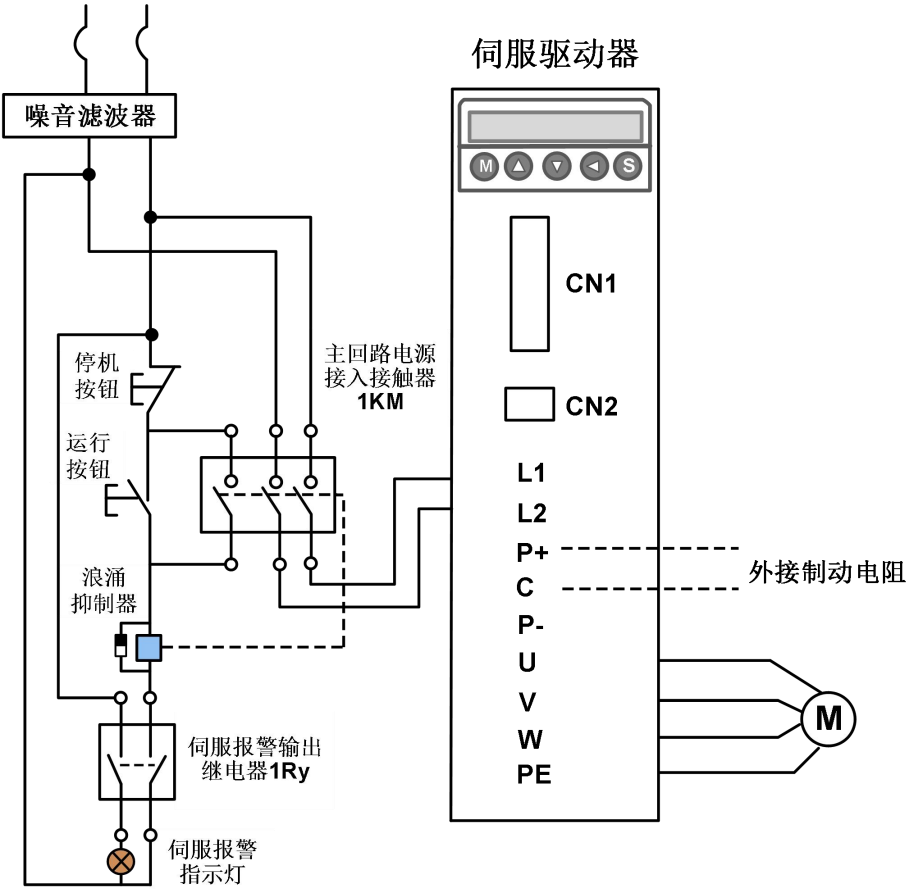 伺服驱动器
噪音滤波器
M
S
CN1
停机
按钮
主回路电源
接入接触器
1KM
CN2
运行
按钮
L1
L2
P+
外接制动电阻
浪涌
抑制器
C
P-
U
V
M
W
伺服报警输出
继电器1Ry
PE
伺服报警
指示灯